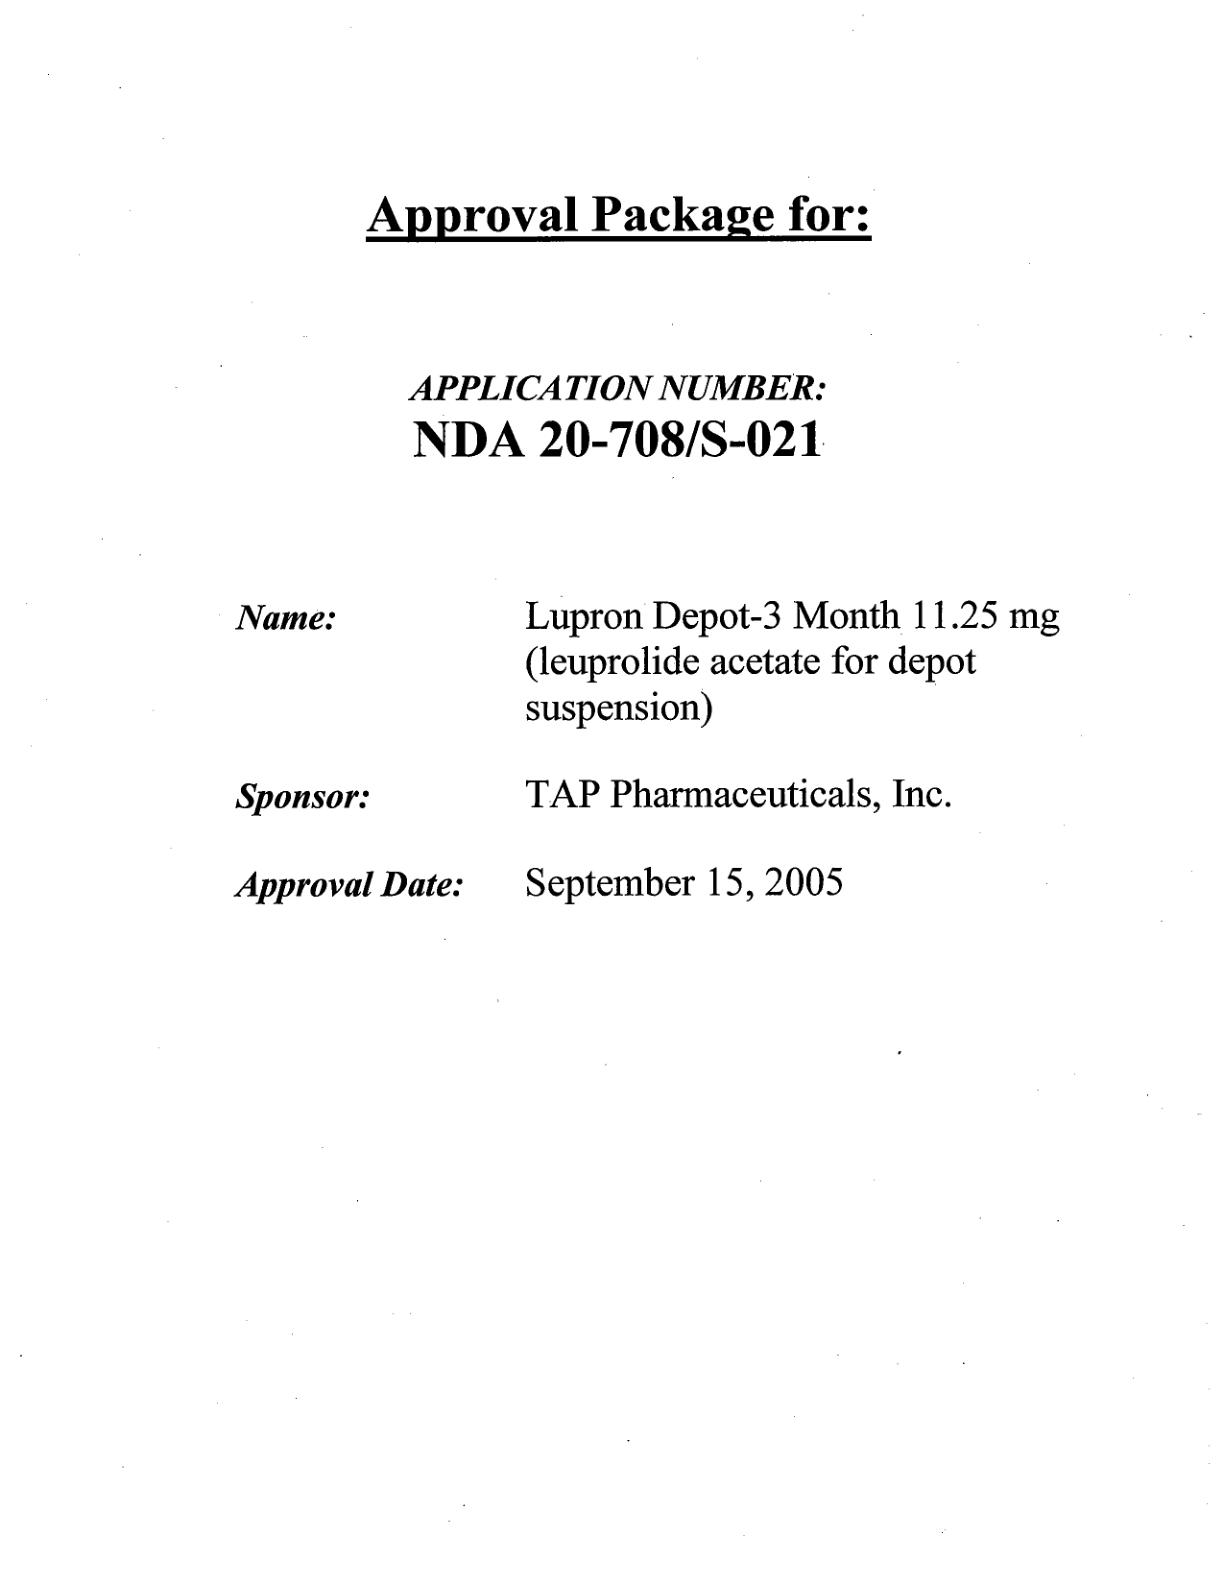 Approval Package for:
APPLICATION NUMBER:
NDA 20-708/S-021
Name: Lupron Depot-3 Month 11.25 mg
(leuprolide acetate for depot
suspension)
Sponsor: TAP Pharmaceuticals, Inc.
Approval Date: September 15, 2005